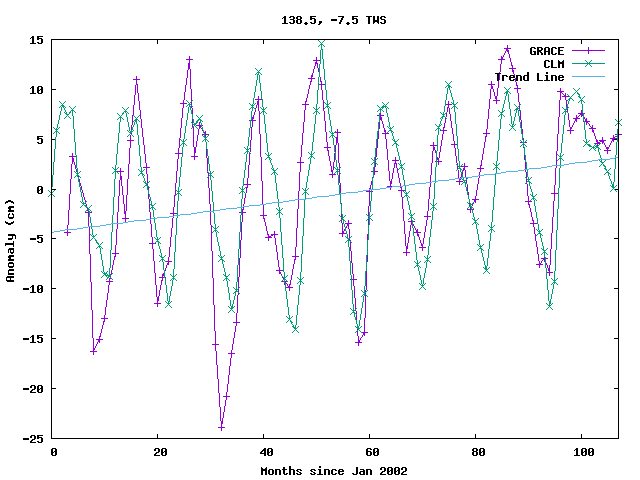 138.5, -7.5 TWS
15
10
5
0
-5
-10
-15
-20
-25
Anomaly (cm)
GRACE
CLM
Trend Line
0 20 40 60 80 100
Months since Jan 2002